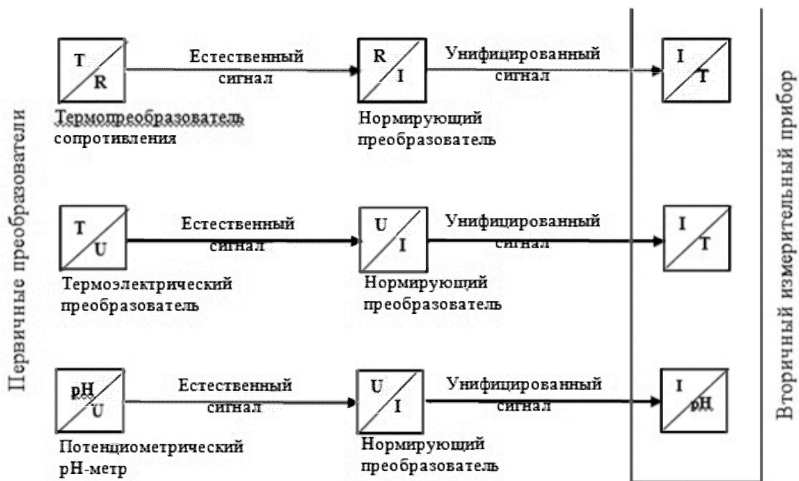 Первичные преобразователи
T
R
Естественный
сигнал
R
I
Унифицированный
сигнал
I
T
Термопреобразователь
сопротивления
Нормирующий
преобразователь
T
U
Естественный
сигнал
U
I
Унифицированный
сигнал
I
T
Термоэлектрический
преобразователь
Нормирующий
преобразователь
pH
U
Естественный
сигнал
U
I
Унифицированный
сигнал
I
pH
Потенциометрический
pH-метр
Нормирующий
преобразователь
Вторичный измерительный прибор